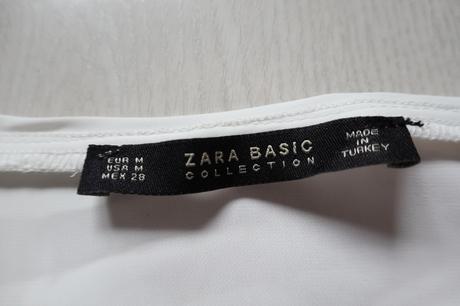 EUR M
USA M
MEX 28
ZARA BASIC
COLLECTION
MADE
IN
TURKEY